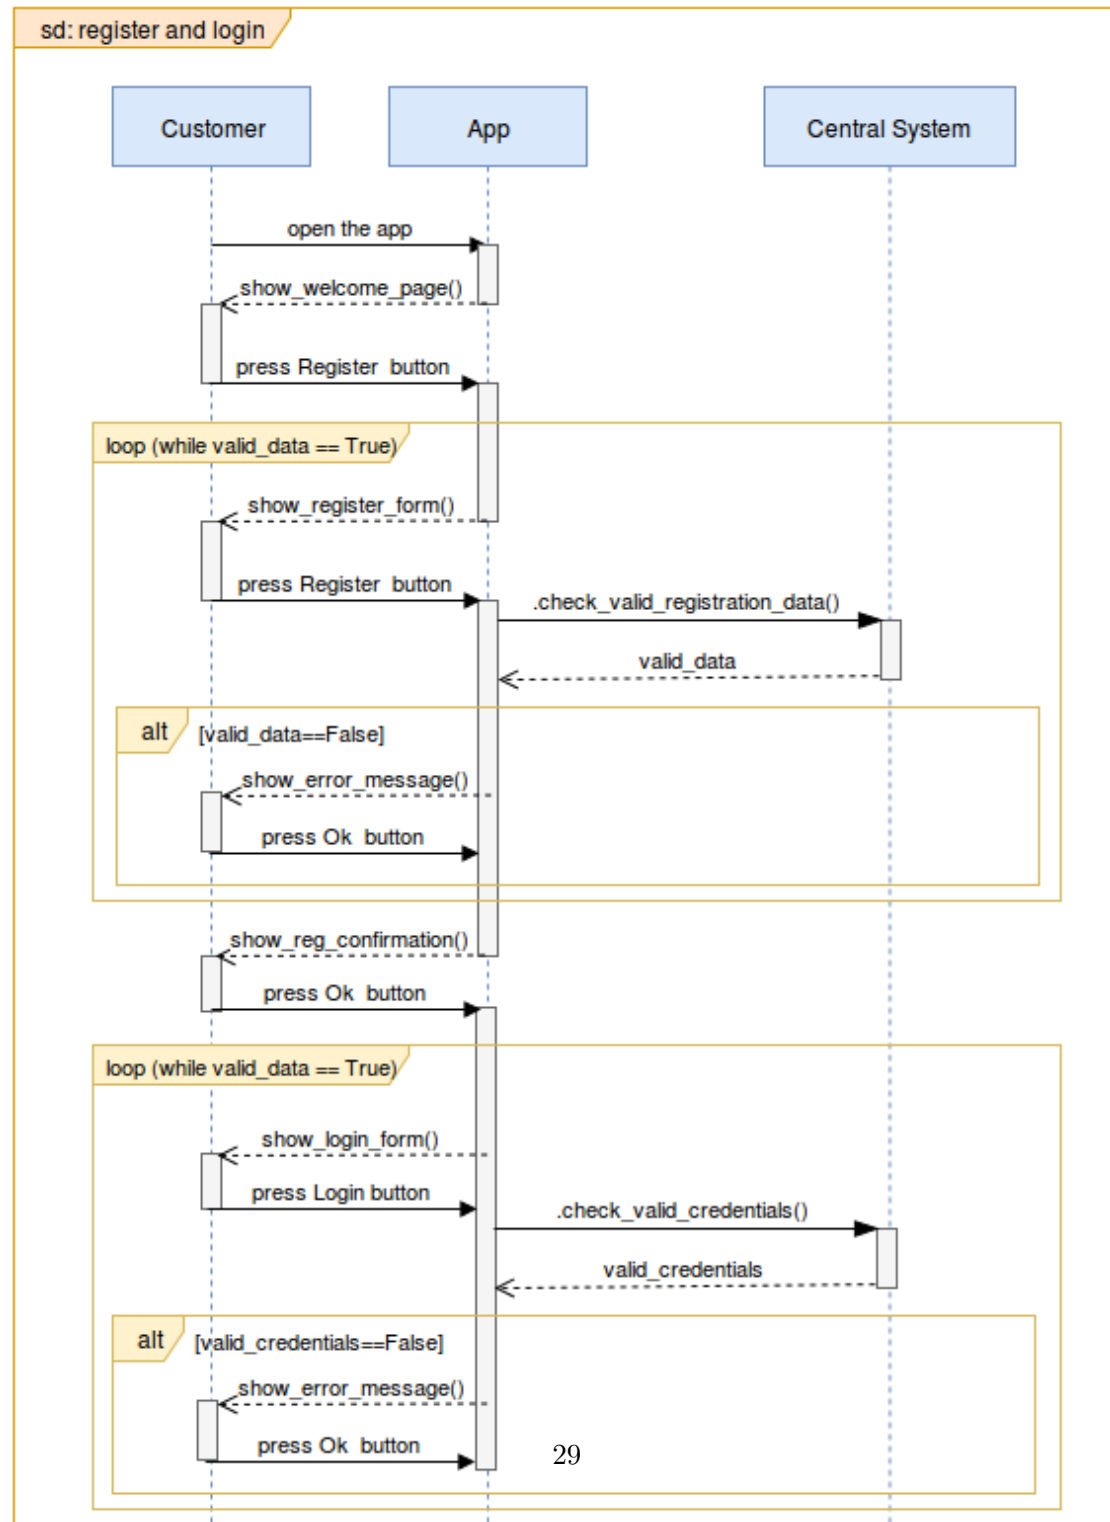 sd: register and login
Customer
App
Central System
open the app
show_welcome_page()
press Register  button
loop (while valid_data == True)
show_register_form()
press Register  button
.check_valid_registration_data()
valid_data
alt
[valid_data==False]
show_error_message()
press Ok  button
show_reg_confirmation()
press Ok  button
loop (while valid_data == True)
show_login_form()
press Login button
.check_valid_credentials()
valid_credentials
alt
[valid_credentials==False]
show_error_message()
press Ok  button
29